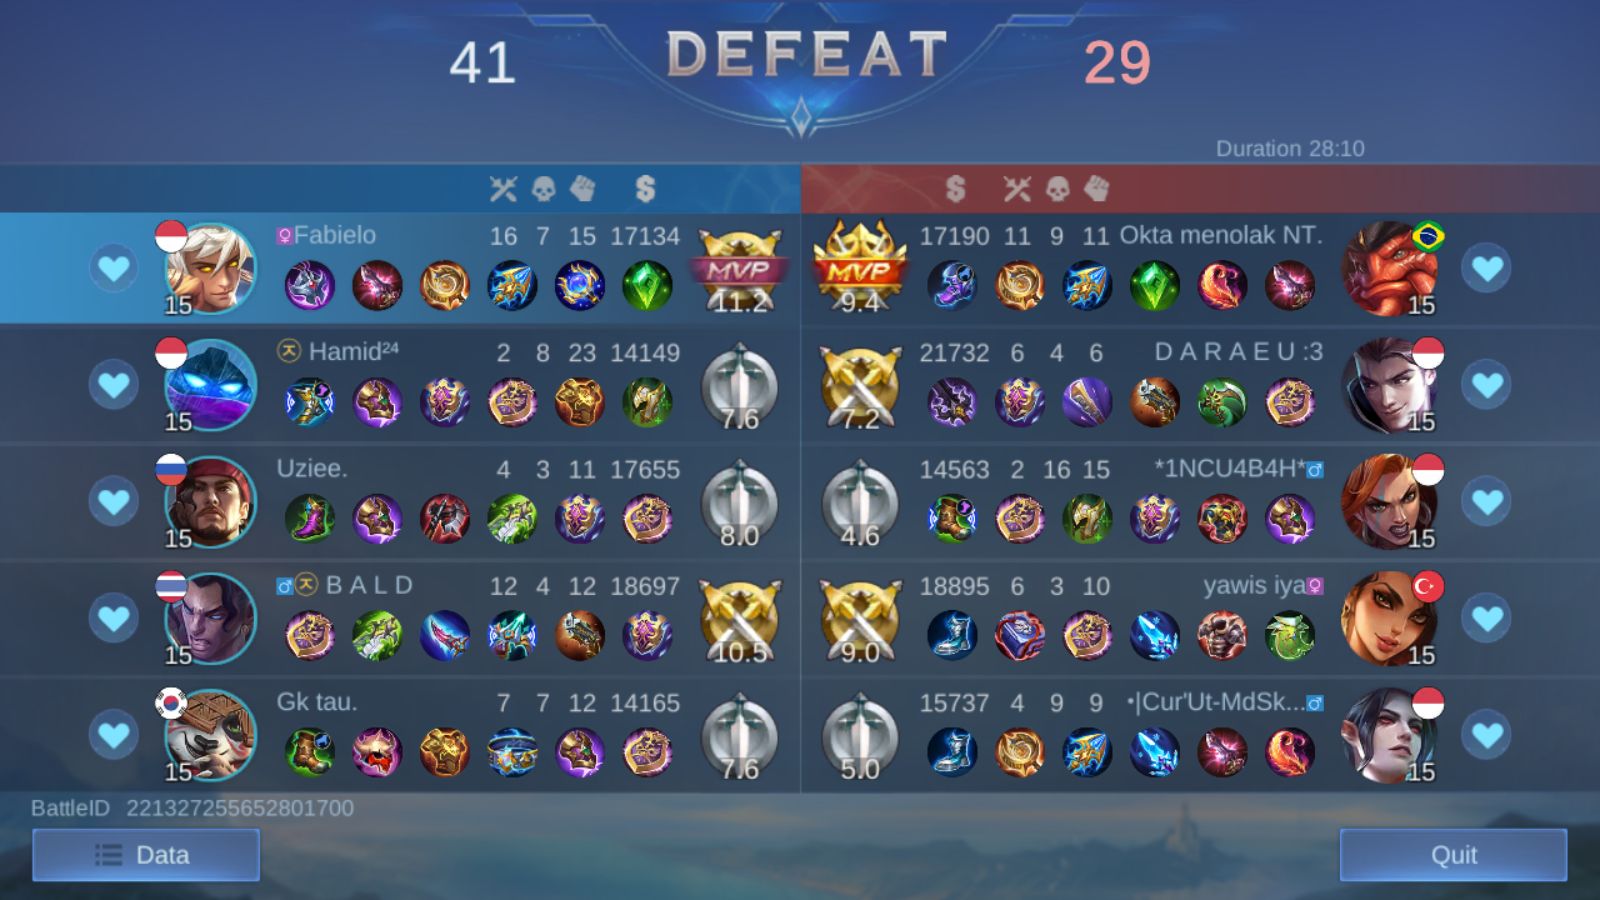 41 DEFEAT 29
Duration 28:10
Fabielo 16 7 15 17134
15 MVP 11.2
17190 11 9 11 Okta menolak NT.
MVP 9.4 15
Hamid²⁴ 2 8 23 14149
15 7.6
21732 6 4 6 D A R A E U :3
7.2 15
Uziee. 4 3 11 17655
15 8.0
14563 2 16 15 *1NCU4B4H*
4.6 15
B A L D 12 4 12 18697
15 10.5
18895 6 3 10 yawis iya
9.0 15
Gk tau. 7 7 12 14165
15 7.6
15737 4 9 9 •|Cur'Ut-MdSk...
5.0 15
BattleID 221327255652801700
Data
Quit